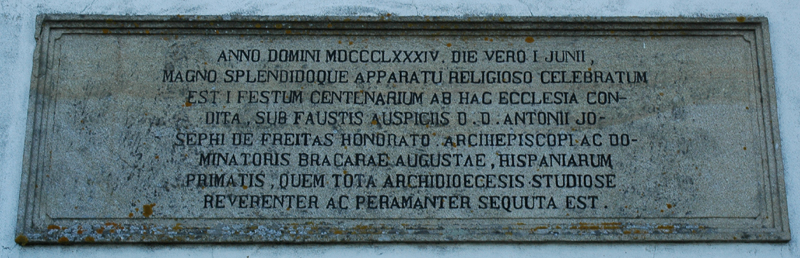 ANNO DOMINI MDCCCLXXXIV. DIE VERO I JUNII,
MAGNO SPLENDIDOQUE APPARATU RELIGIOSO CELEBRATUM
EST I FESTUM CENTENARIUM AB HAC ECCLESIA CON-
DITA, SUB FAUSTIS AUSPICIIS D. D. ANTONII JO-
SEPHI DE FREITAS HONORATO, ARCHIEPISCOPI AC DO-
MINATORIS BRACARAE AUGUSTAE, HISPANIARUM
PRIMATIS, QUEM TOTA ARCHIDIOECESIS STUDIOSE
REVERENTER AC PERAMANTER SEQUUTA EST.